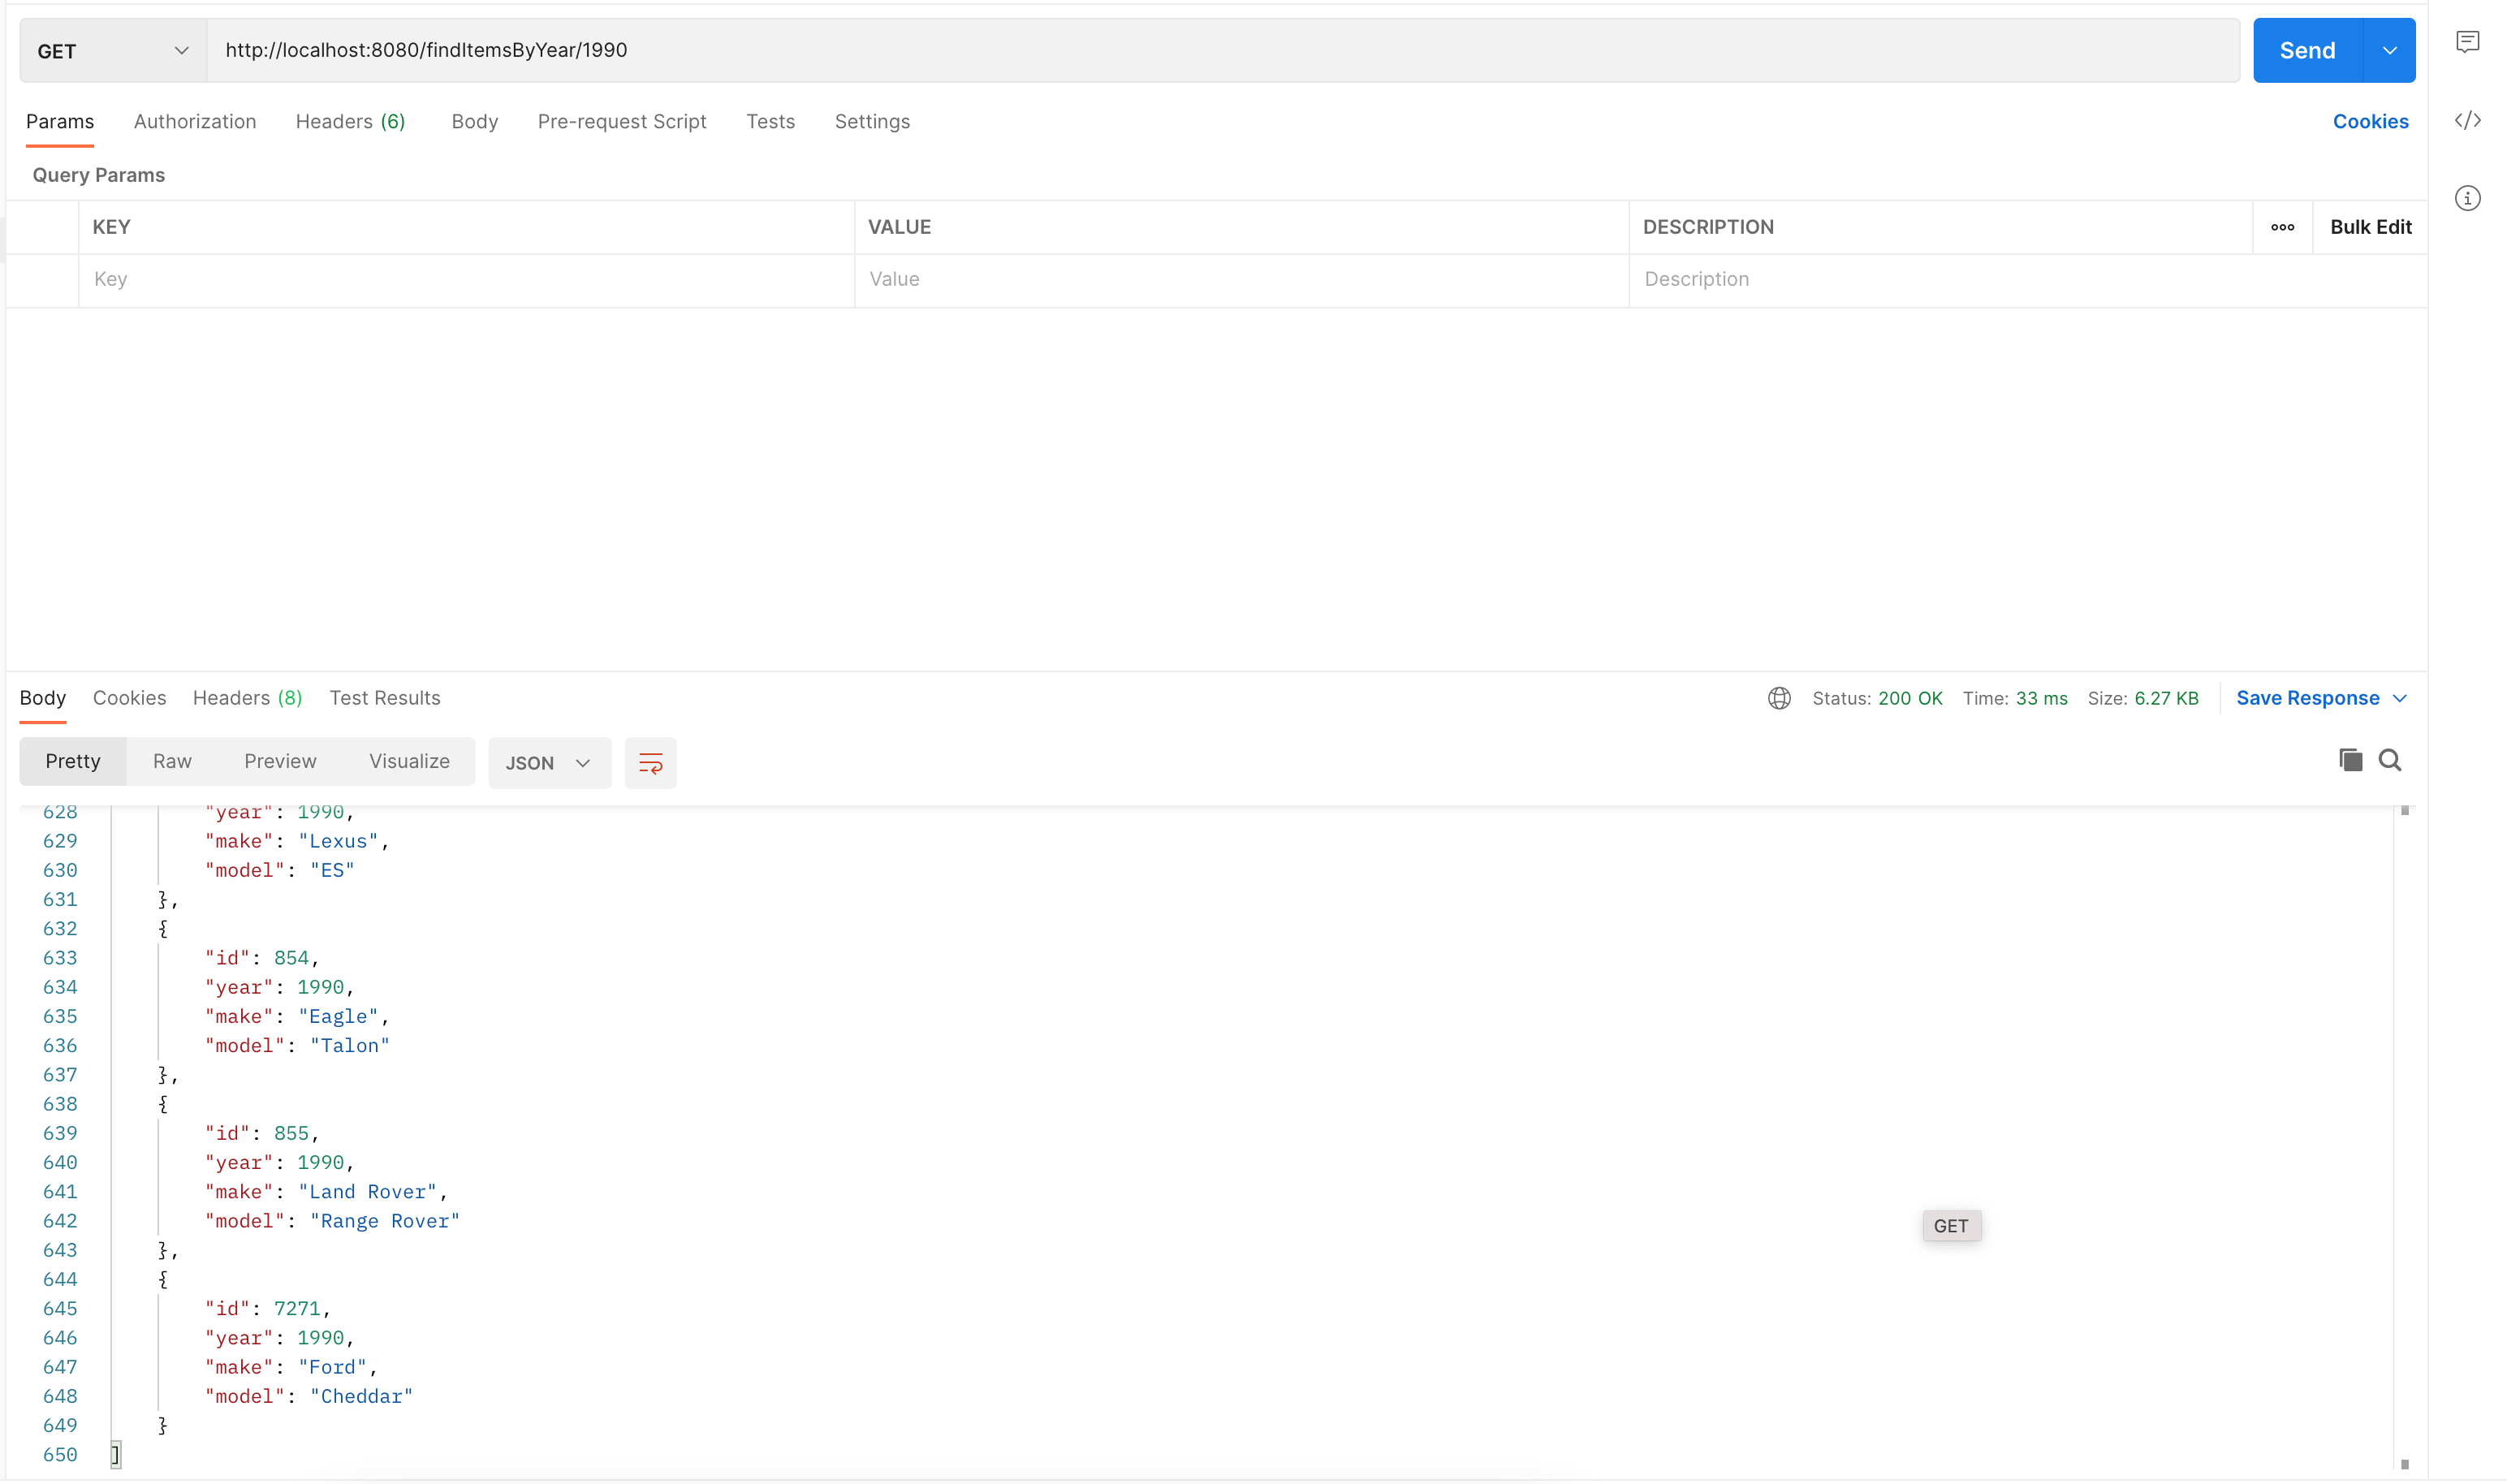 GET http://localhost:8080/findItemsByYear/1990 Send
Params Authorization Headers (6) Body Pre-request Script Tests Settings Cookies
Query Params
KEY VALUE DESCRIPTION ooo Bulk Edit
Key Value Description
Body Cookies Headers (8) Test Results Status: 200 OK Time: 33 ms Size: 6.27 KB Save Response
Pretty Raw Preview Visualize JSON
628 "year": 1990,
629 "make": "Lexus",
630 "model": "ES"
631 },
632 {
633 "id": 854,
634 "year": 1990,
635 "make": "Eagle",
636 "model": "Talon"
637 },
638 {
639 "id": 855,
640 "year": 1990,
641 "make": "Land Rover",
642 "model": "Range Rover"
GET
643 },
644 {
645 "id": 7271,
646 "year": 1990,
647 "make": "Ford",
648 "model": "Cheddar"
649 }
650 ]